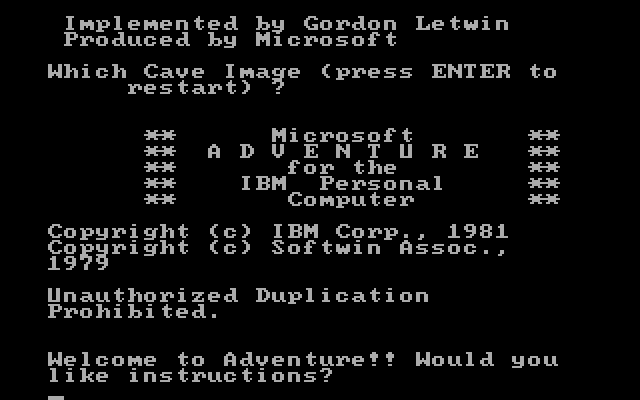 Implemented by Gordon Letwin
Produced by Microsoft
Which Cave Image (press ENTER to
restart) ?
** Microsoft **
** A D V E N T U R E **
** for the **
** IBM Personal **
** Computer **
Copyright (c) IBM Corp., 1981
Copyright (c) Softwin Assoc.,
1979
Unauthorized Duplication
Prohibited.
Welcome to Adventure!! Would you
like instructions?